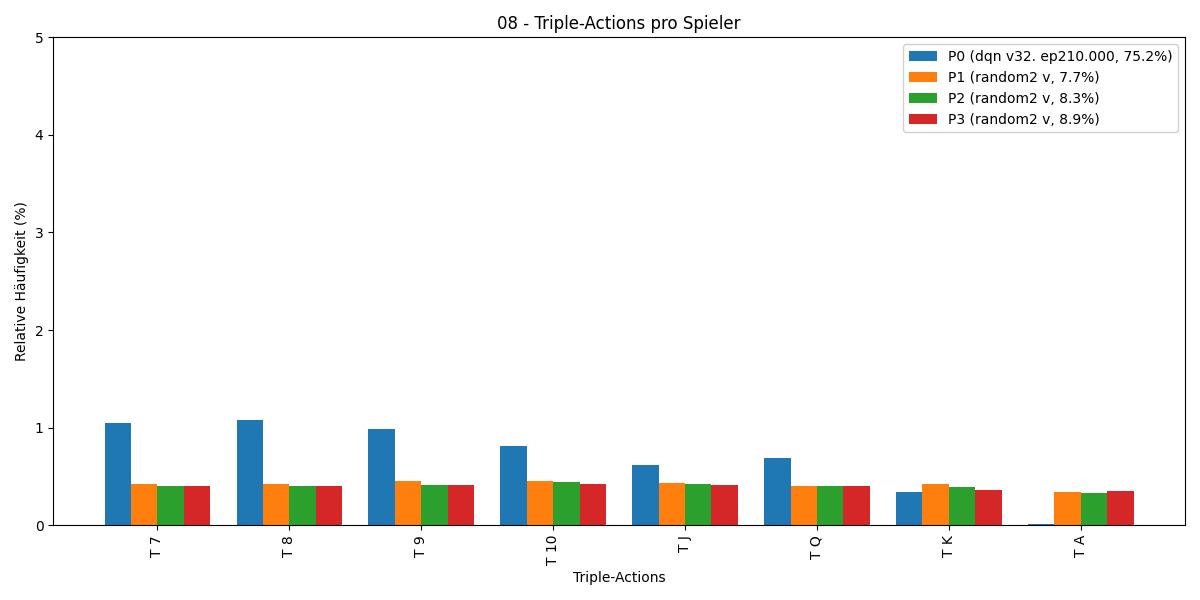 08 - Triple-Actions pro Spieler
P0 (dqn v32. ep210.000, 75.2%)
P1 (random2 v, 7.7%)
P2 (random2 v, 8.3%)
P3 (random2 v, 8.9%)
Relative Häufigkeit (%)
5
4
3
2
1
0
T 7
T 8
T 9
T 10
T J
T Q
T K
T A
Triple-Actions